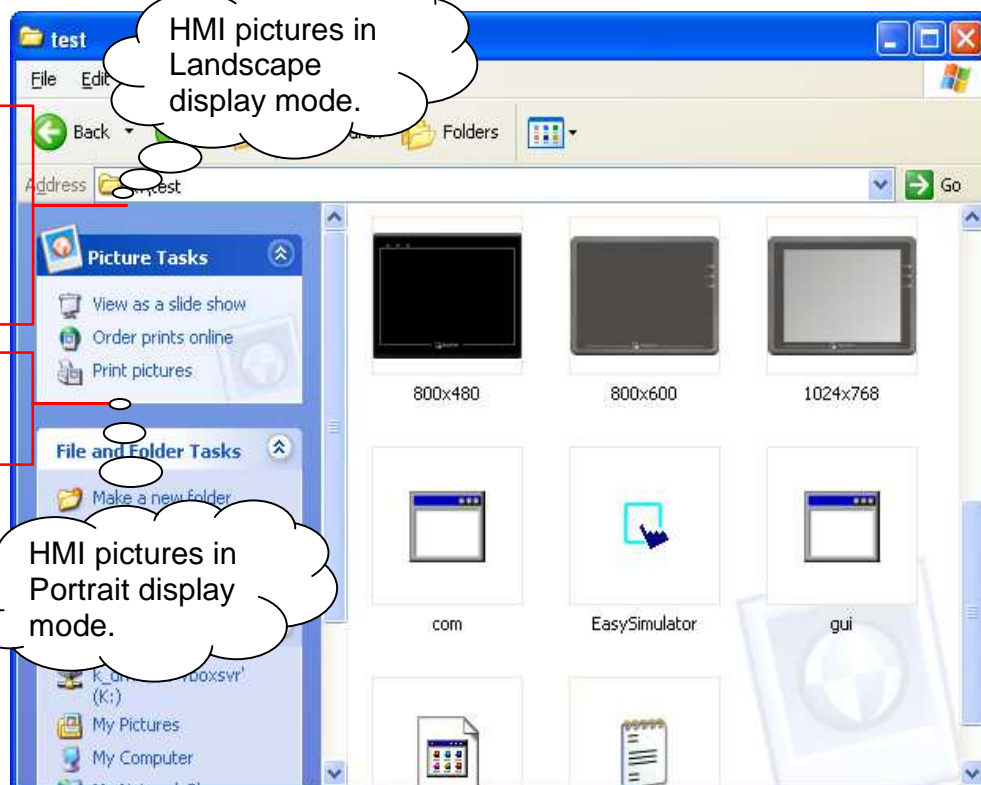 test
HMI pictures in
Landscape
display mode.
File Edit
Back
Folders
Address
test
Go
Picture Tasks
View as a slide show
Order prints online
Print pictures
File and Folder Tasks
Make a new folder
HMI pictures in
Portrait display
mode.
(K:)
My Pictures
My Computer
800x480
800x600
1024x768
com
EasySimulator
gui